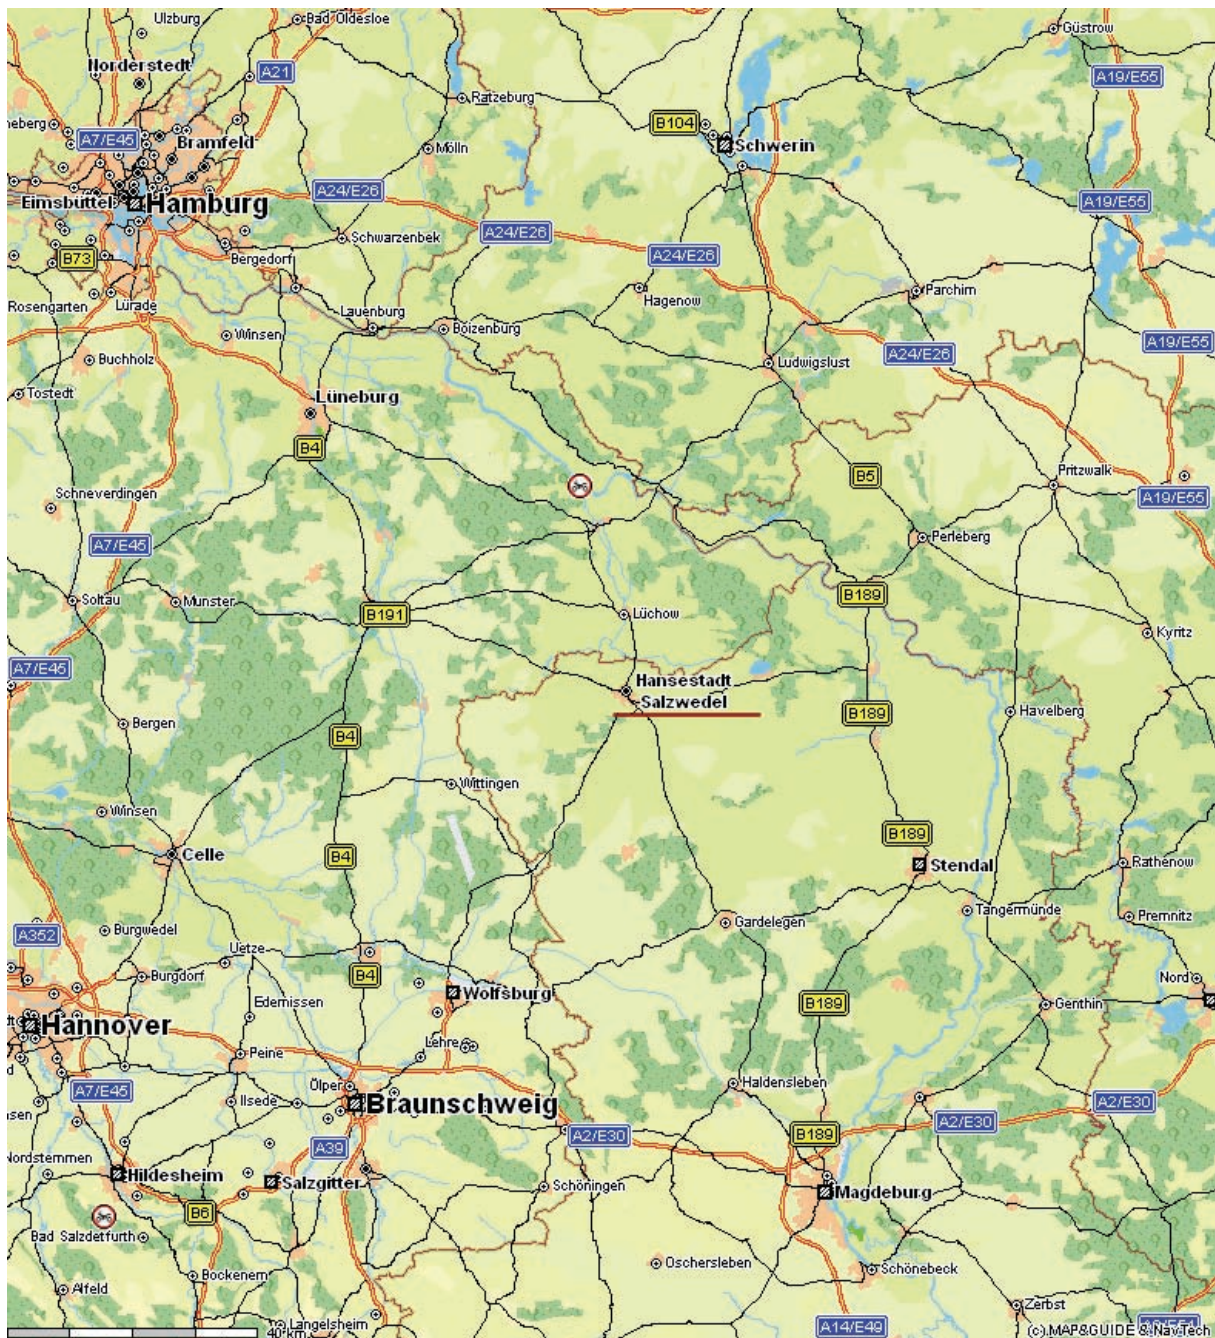 Ulzburg
Bad Oldesloe
Güstrow
Norderstedt
A21
A19/E55
Ratzeburg
B104
A7/E45
Bramfeld
Mölln
Schwerin
A24/E26
A19/E55
Eimsbüttel
Hamburg
A24/E26
Schwarzenbek
A24/E26
B73
Bergedorf
Hagenow
Parchim
Rosengarten
Lürade
Lauenburg
Boizenburg
Winsen
A19/E55
A24/E26
Buchholz
Ludwigslust
Tostedt
Lüneburg
B4
B5
Pritzwalk
Schneverdingen
A19/E55
A7/E45
Perleberg
Soltau
Munster
B191
Lüchow
B189
Kyritz
A7/E45
Hansestadt
Salzwedel
Bergen
B4
B189
Havelberg
Wittingen
Winsen
B189
Celle
B4
Stendal
Rathenow
Tangermünde
Premnitz
Gardelegen
A352
Burgwedel
Uetze
Burgdorf
B4
Nord
Wolfsburg
B189
Genthin
Edemissen
Hannover
Lehre
Peine
Ölper
Haldensleben
A7/E45
Ilsede
Braunschweig
A2/E30
A2/E30
A2/E30
B189
A39
Nordstemmen
Hildesheim
Salzgitter
Schöningen
Magdeburg
B6
Bad Salzdetfurth
Oschersleben
Schönebeck
Bockenem
Alfeld
Zerbst
Langelsheim
A14/E49
40 km
(c) MAP&GUIDE & NavTech